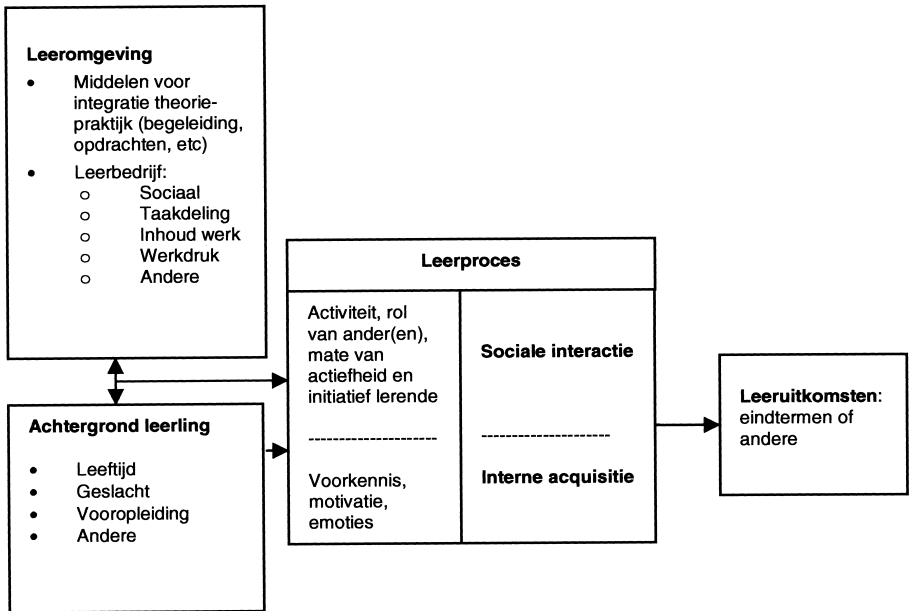 Leeromgeving
• Middelen voor
integratie theorie-
praktijk (begeleiding,
opdrachten, etc)
• Leerbedrijf:
o Sociaal
o Taakdeling
o Inhoud werk
o Werkdruk
o Andere
Achtergrond leerling
• Leeftijd
• Geslacht
• Vooropleiding
• Andere
Leerproces
Activiteit, rol
van ander(en),
mate van
actiefheid en
initiatief lerende
Voorkennis,
motivatie,
emoties
Sociale interactie
Interne acquisitie
Leeruitkomsten:
eindtermen of
andere